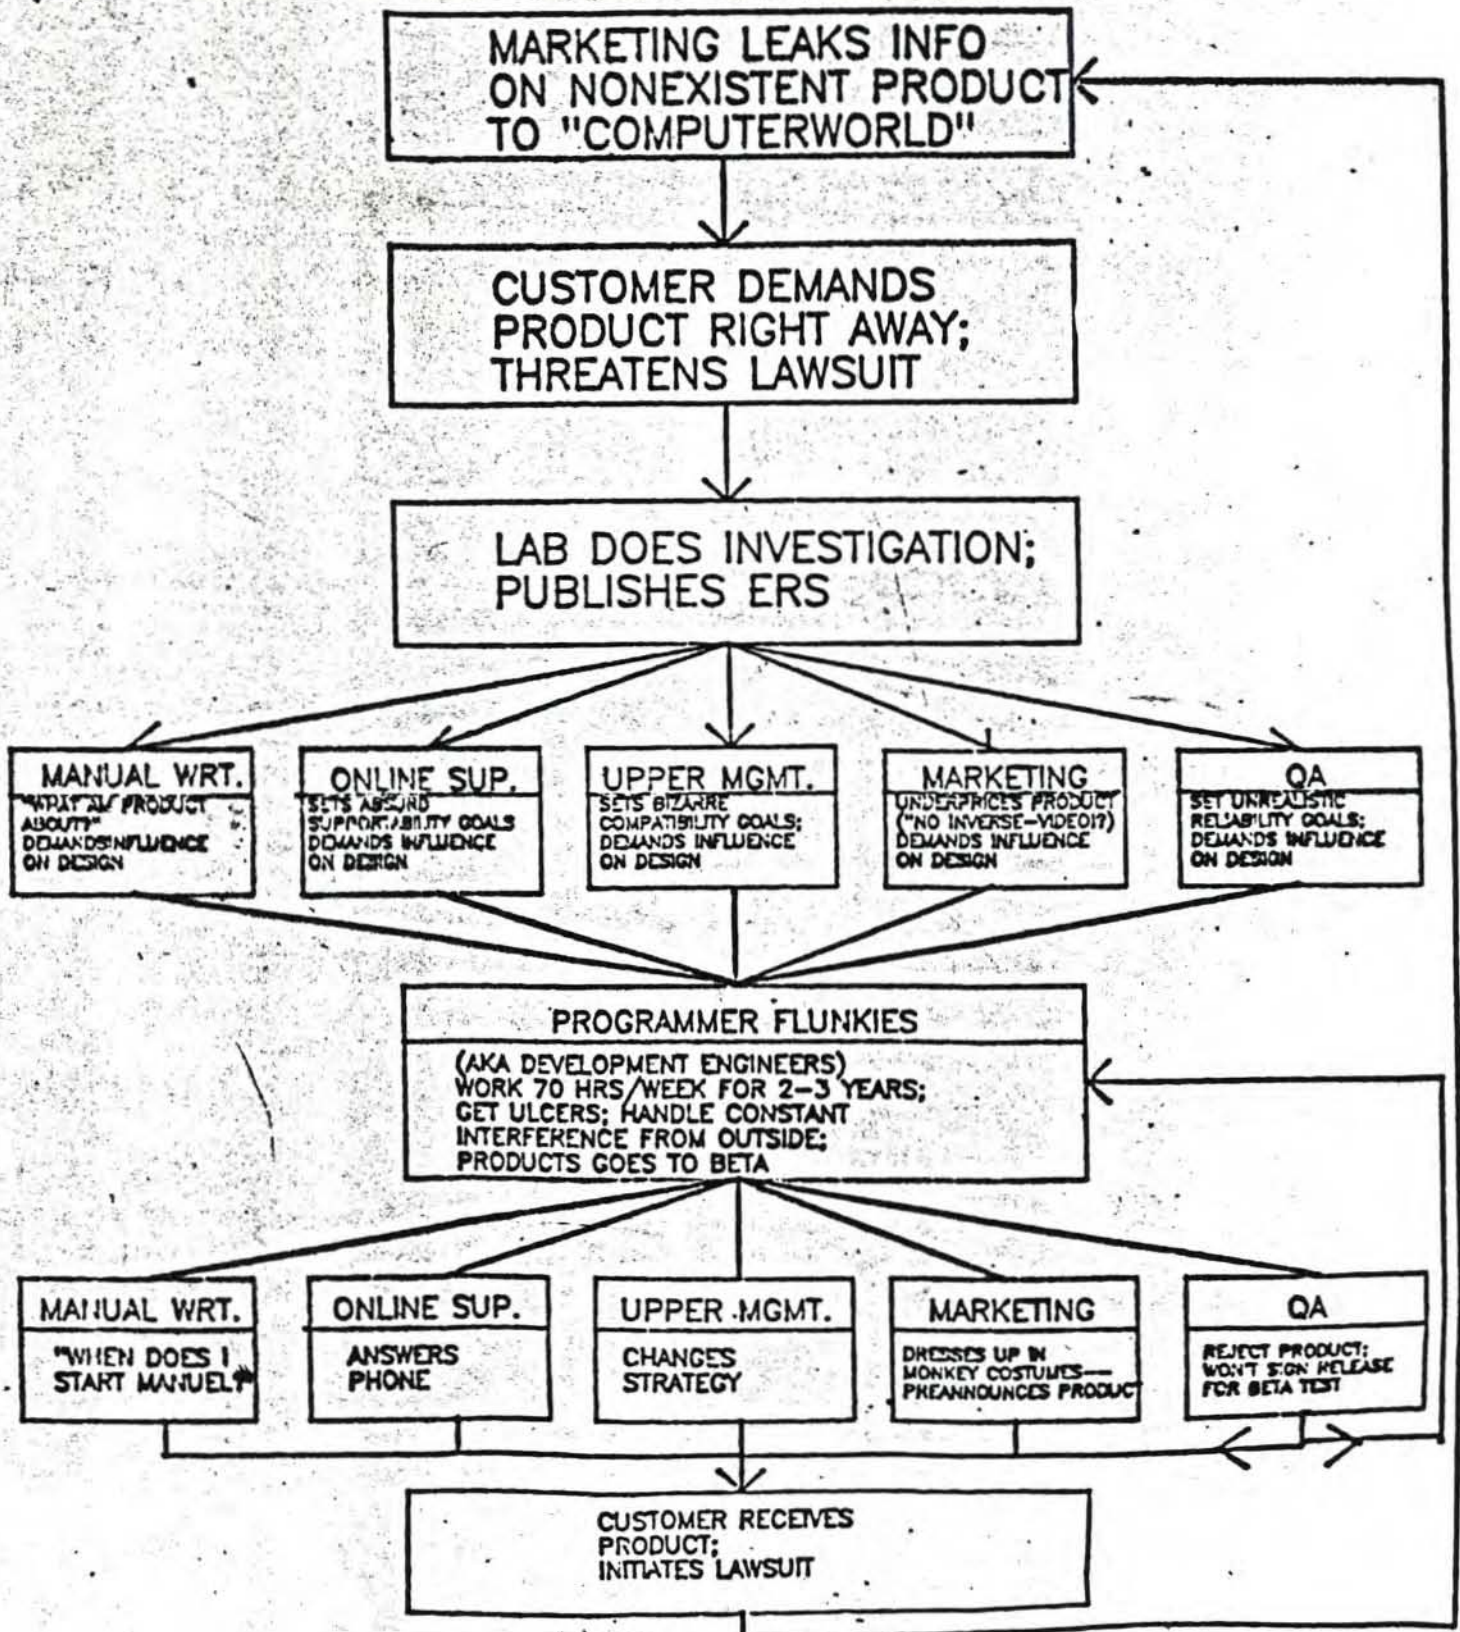 MARKETING LEAKS INFO
ON NONEXISTENT PRODUCT
TO "COMPUTERWORLD"
CUSTOMER DEMANDS
PRODUCT RIGHT AWAY;
THREATENS LAWSUIT
LAB DOES INVESTIGATION;
PUBLISHES ERS
MANUAL WRT.
PRODUCT
ABOUT?"
DEMANDS INFLUENCE
ON DESIGN
ONLINE SUP.
SETS ABSURD
SUPPORTABILITY GOALS
DEMANDS INFLUENCE
ON DESIGN
UPPER MGMT.
SETS BIZARRE
COMPATIBILITY GOALS;
DEMANDS INFLUENCE
ON DESIGN
MARKETING
UNDERPRICES PRODUCT
("NO INVERSE-VIDEO!?)
DEMANDS INFLUENCE
ON DESIGN
QA
SET UNREALISTIC
RELIABILITY GOALS;
DEMANDS INFLUENCE
ON DESIGN
PROGRAMMER FLUNKIES
(AKA DEVELOPMENT ENGINEERS)
WORK 70 HRS/WEEK FOR 2-3 YEARS;
GET ULCERS; HANDLE CONSTANT
INTERFERENCE FROM OUTSIDE;
PRODUCTS GOES TO BETA
MANUAL WRT.
"WHEN DOES I
START MANUEL?"
ONLINE SUP.
ANSWERS
PHONE
UPPER MGMT.
CHANGES
STRATEGY
MARKETING
DRESSES UP IN
MONKEY COSTUMES--
PREANNOUNCES PRODUCT
QA
REJECT PRODUCT;
WON'T SIGN RELEASE
FOR BETA TEST
CUSTOMER RECEIVES
PRODUCT;
INITIATES LAWSUIT